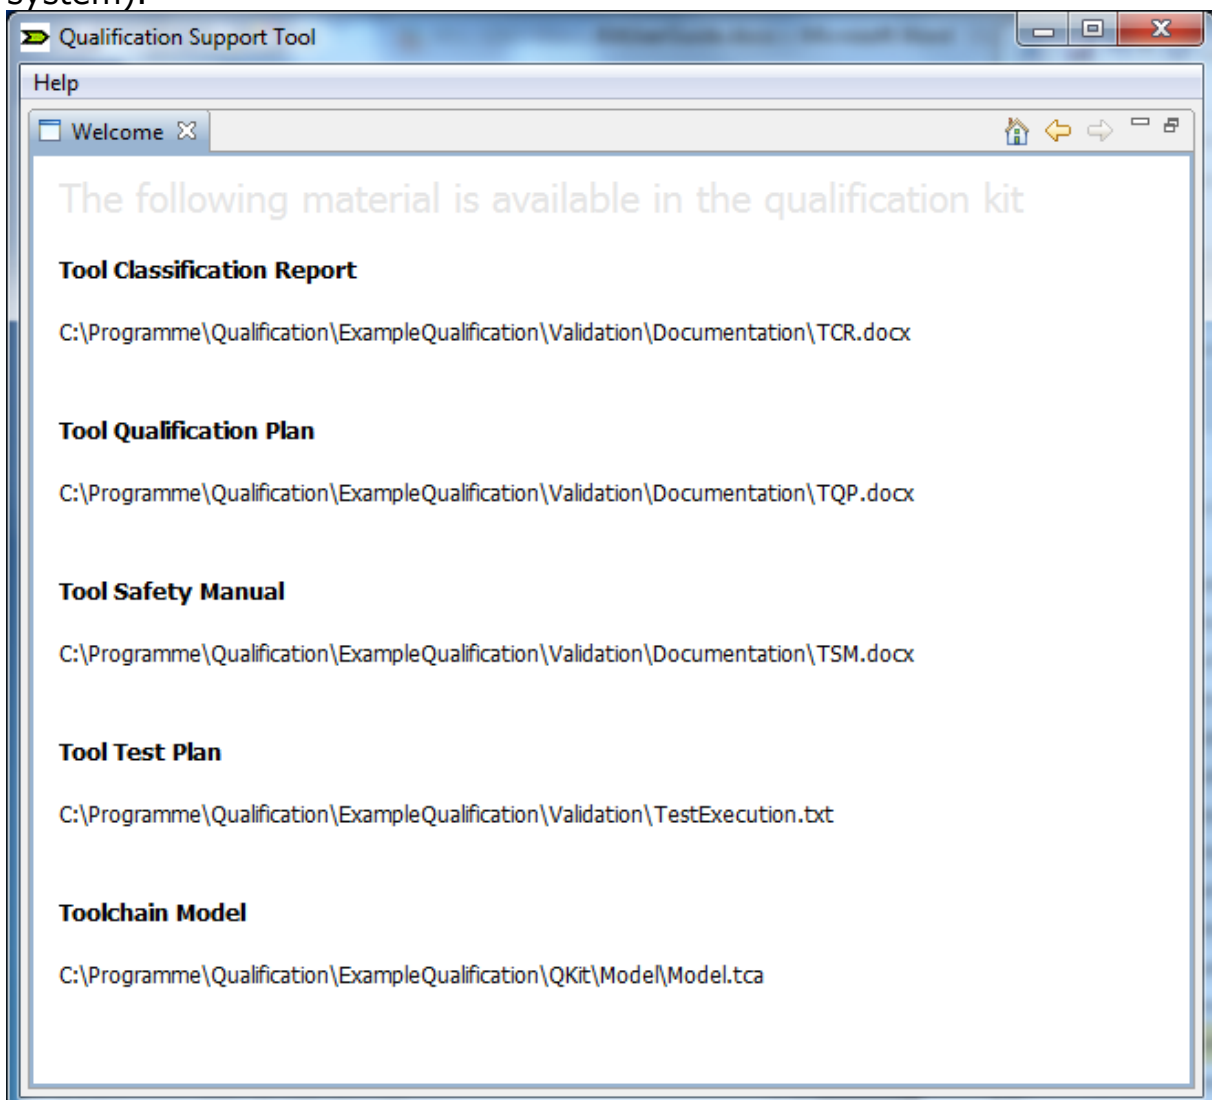 system).
Qualification Support Tool
Help
Welcome
The following material is available in the qualification kit
Tool Classification Report
C:\Programme\Qualification\ExampleQualification\Validation\Documentation\TCR.docx
Tool Qualification Plan
C:\Programme\Qualification\ExampleQualification\Validation\Documentation\TQP.docx
Tool Safety Manual
C:\Programme\Qualification\ExampleQualification\Validation\Documentation\TSM.docx
Tool Test Plan
C:\Programme\Qualification\ExampleQualification\Validation\TestExecution.txt
Toolchain Model
C:\Programme\Qualification\ExampleQualification\QKit\Model\Model.tca